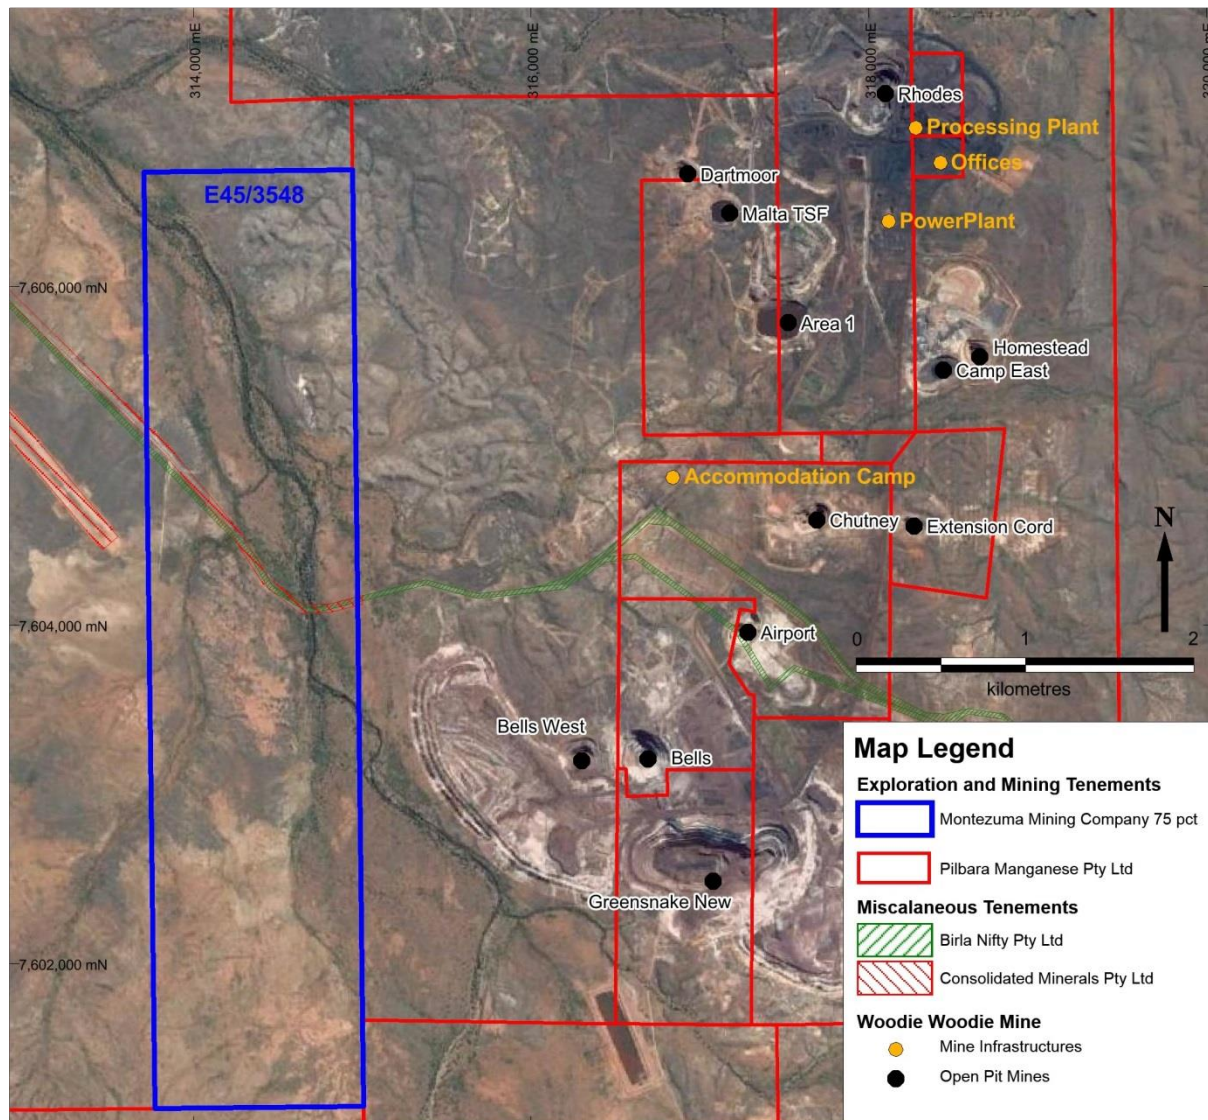 314,000 mE
316,000 mE
318,000 mE
Rhodes
Processing Plant
Offices
Dartmoor
E45/3548
Malta TSF
PowerPlant
7,606,000 mN
Area 1
Homestead
Camp East
Accommodation Camp
Chutney
Extension Cord
N
7,604,000 mN
Airport
0 1 2
kilometres
Bells West
Bells
Greensnake New
7,602,000 mN
Map Legend
Exploration and Mining Tenements
Montezuma Mining Company 75 pct
Pilbara Manganese Pty Ltd
Miscalaneous Tenements
Birla Nifty Pty Ltd
Consolidated Minerals Pty Ltd
Woodie Woodie Mine
Mine Infrastructures
Open Pit Mines